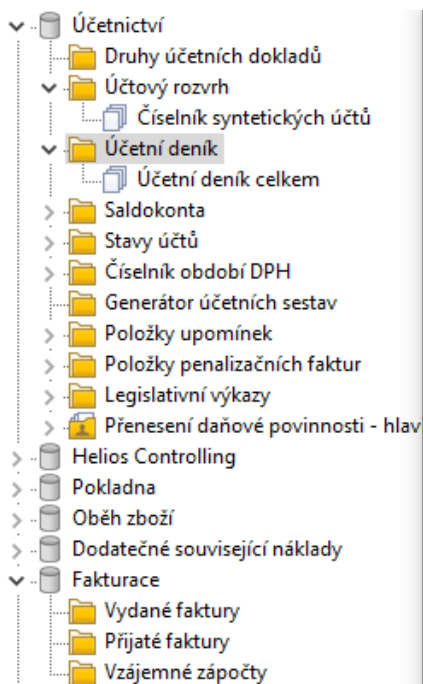 Účetnictví
Druhy účetních dokladů
Účtový rozvrh
Číselník syntetických účtů
Účetní deník
Účetní deník celkem
Saldokonta
Stavy účtů
Číselník období DPH
Generátor účetních sestav
Položky upomínek
Položky penalizačních faktur
Legislativní výkazy
Přenesení daňové povinnosti - hlav
Helios Controlling
Pokladna
Oběh zboží
Dodatečné související náklady
Fakturace
Vydané faktury
Přijaté faktury
Vzájemné zápočty